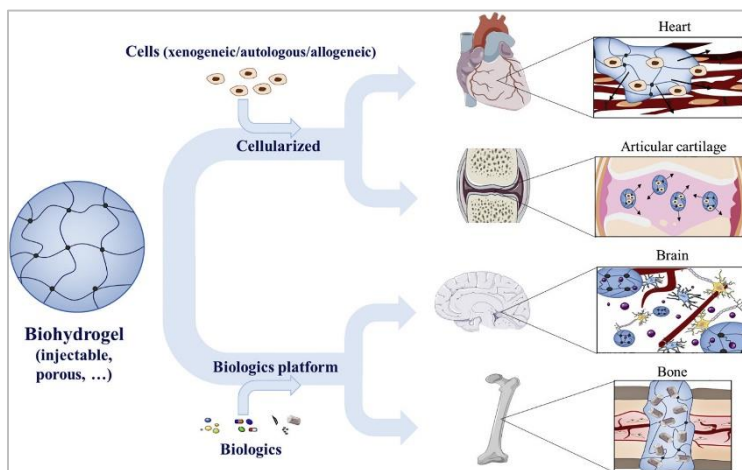 Cells (xenogeneic/autologous/allogeneic)
Heart
Cellularized
Articular cartilage
Biohydrogel
(injectable,
porous, …)
Brain
Biologics platform
Bone
Biologics